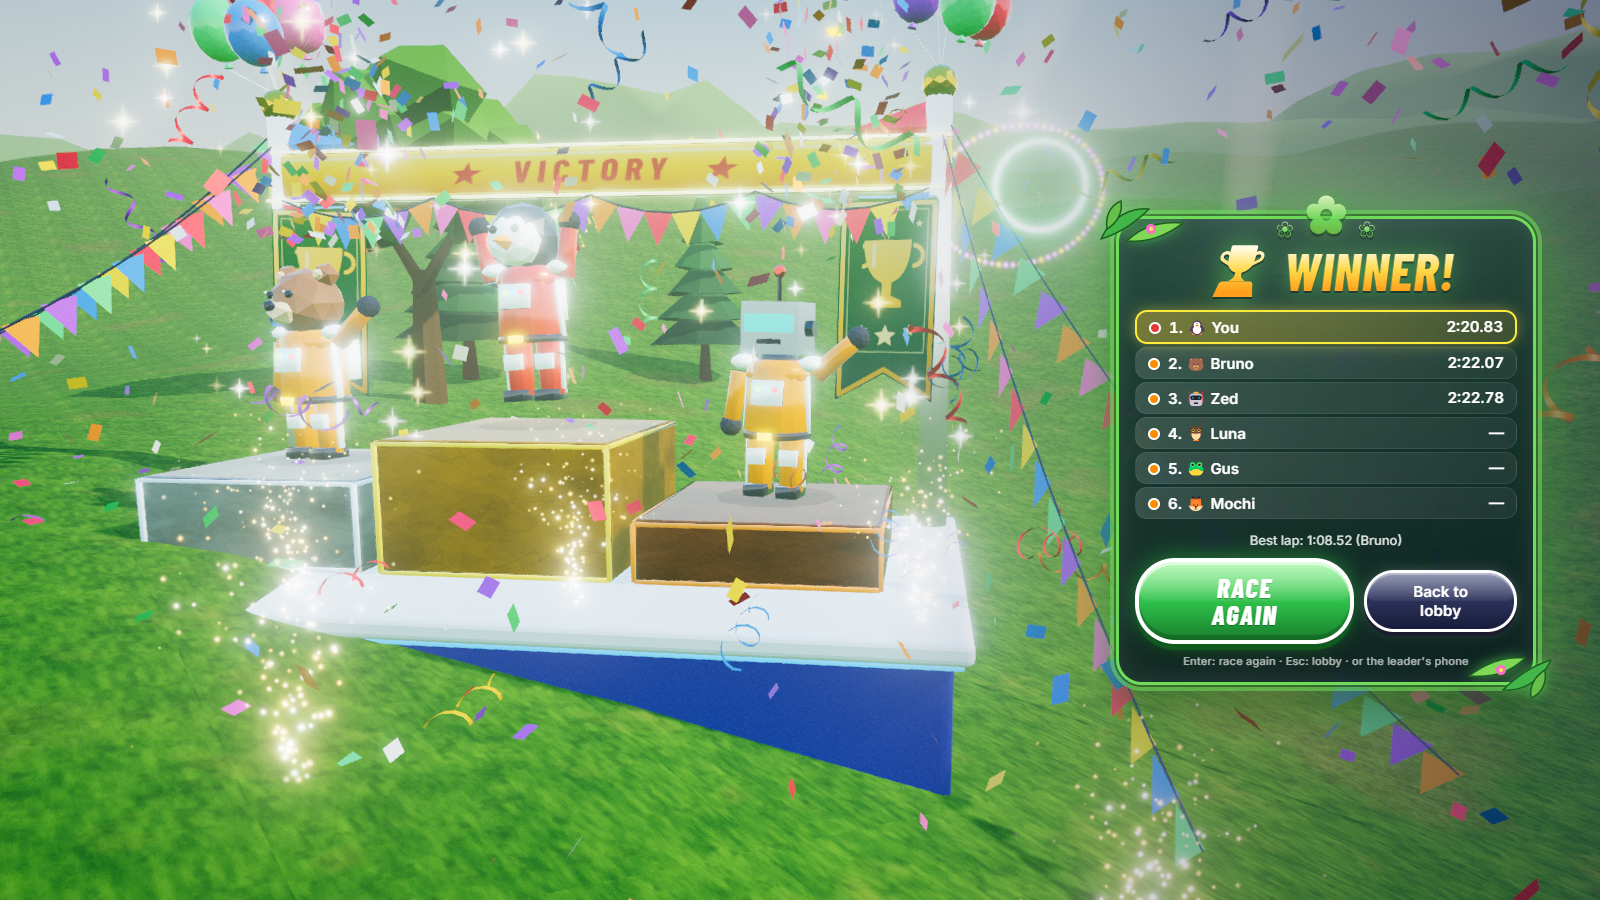 VICTORY
WINNER!
1. You 2:20.83
2. Bruno 2:22.07
3. Zed 2:22.78
4. Luna —
5. Gus —
6. Mochi —
Best lap: 1:08.52 (Bruno)
RACE
AGAIN
Back to
lobby
Enter: race again · Esc: lobby · or the leader's phone